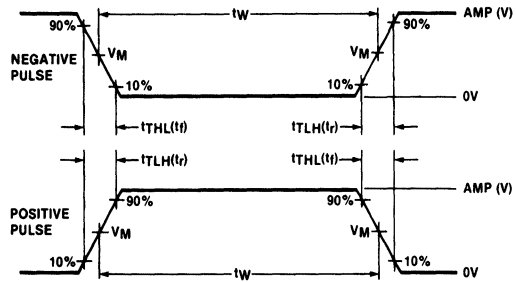 tW
90%
90%
AMP (V)
NEGATIVE
PULSE
VM
VM
10%
10%
0V
tTHL(tf)
tTLH(tr)
tTLH(tr)
tTHL(tf)
AMP (V)
90%
90%
POSITIVE
PULSE
VM
VM
10%
10%
tW
0V